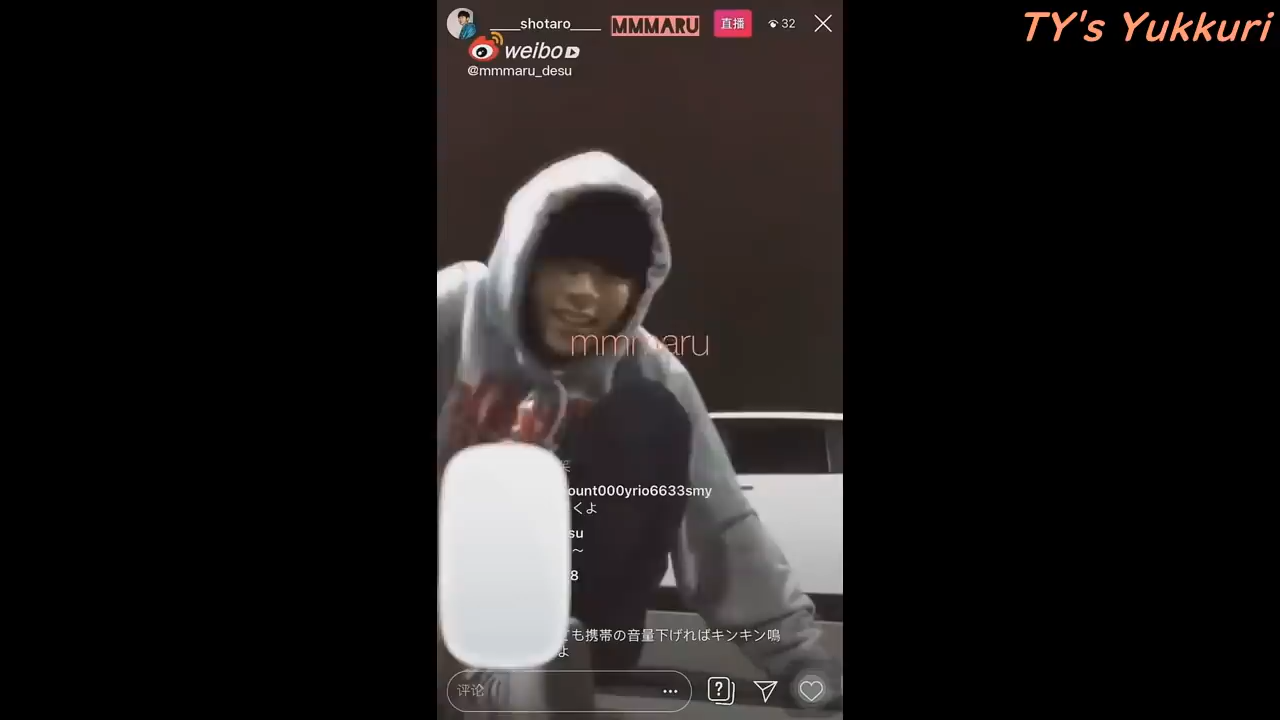 TY's Yukkuri
____shotaro____ MMMARU 直播 32
weibo
@mmmaru_desu
mmmaru
ount000yrio6633smy
くよ
su
～
8
ても携帯の音量下げればキンキン鳴
よ
评论